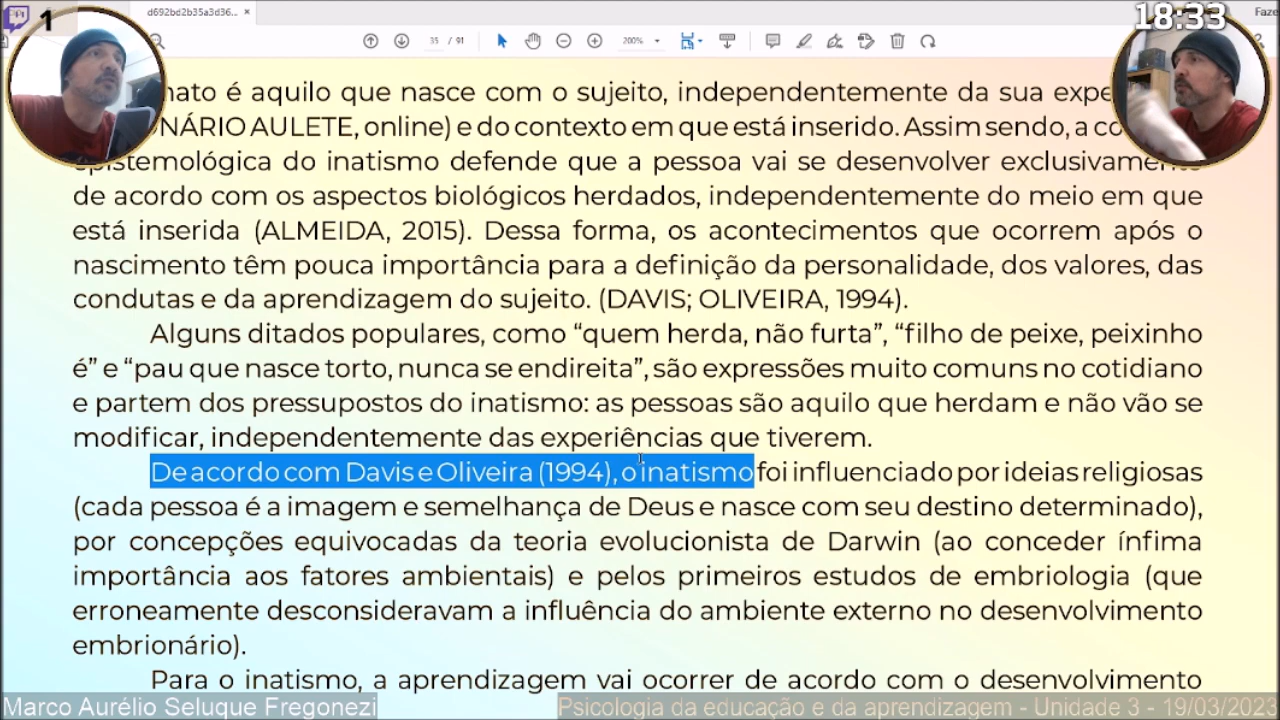 1
d692bd2b35a3d36...
18:33
Faze
35 / 91
200%
nato é aquilo que nasce com o sujeito, independentemente da sua expe
NÁRIO AULETE, online) e do contexto em que está inserido. Assim sendo, a co
epistemológica do inatismo defende que a pessoa vai se desenvolver exclusivamente
de acordo com os aspectos biológicos herdados, independentemente do meio em que
está inserida (ALMEIDA, 2015). Dessa forma, os acontecimentos que ocorrem após o
nascimento têm pouca importância para a definição da personalidade, dos valores, das
condutas e da aprendizagem do sujeito. (DAVIS; OLIVEIRA, 1994).
Alguns ditados populares, como “quem herda, não furta”, “filho de peixe, peixinho
é” e “pau que nasce torto, nunca se endireita”, são expressões muito comuns no cotidiano
e partem dos pressupostos do inatismo: as pessoas são aquilo que herdam e não vão se
modificar, independentemente das experiências que tiverem.
De acordo com Davis e Oliveira (1994), o inatismo foi influenciado por ideias religiosas
(cada pessoa é a imagem e semelhança de Deus e nasce com seu destino determinado),
por concepções equivocadas da teoria evolucionista de Darwin (ao conceder ínfima
importância aos fatores ambientais) e pelos primeiros estudos de embriologia (que
erroneamente desconsideravam a influência do ambiente externo no desenvolvimento
embrionário).
Para o inatismo, a aprendizagem vai ocorrer de acordo com o desenvolvimento
Marco Aurélio Seluque Fregonezi
Psicologia da educação e da aprendizagem - Unidade 3 - 19/03/2023